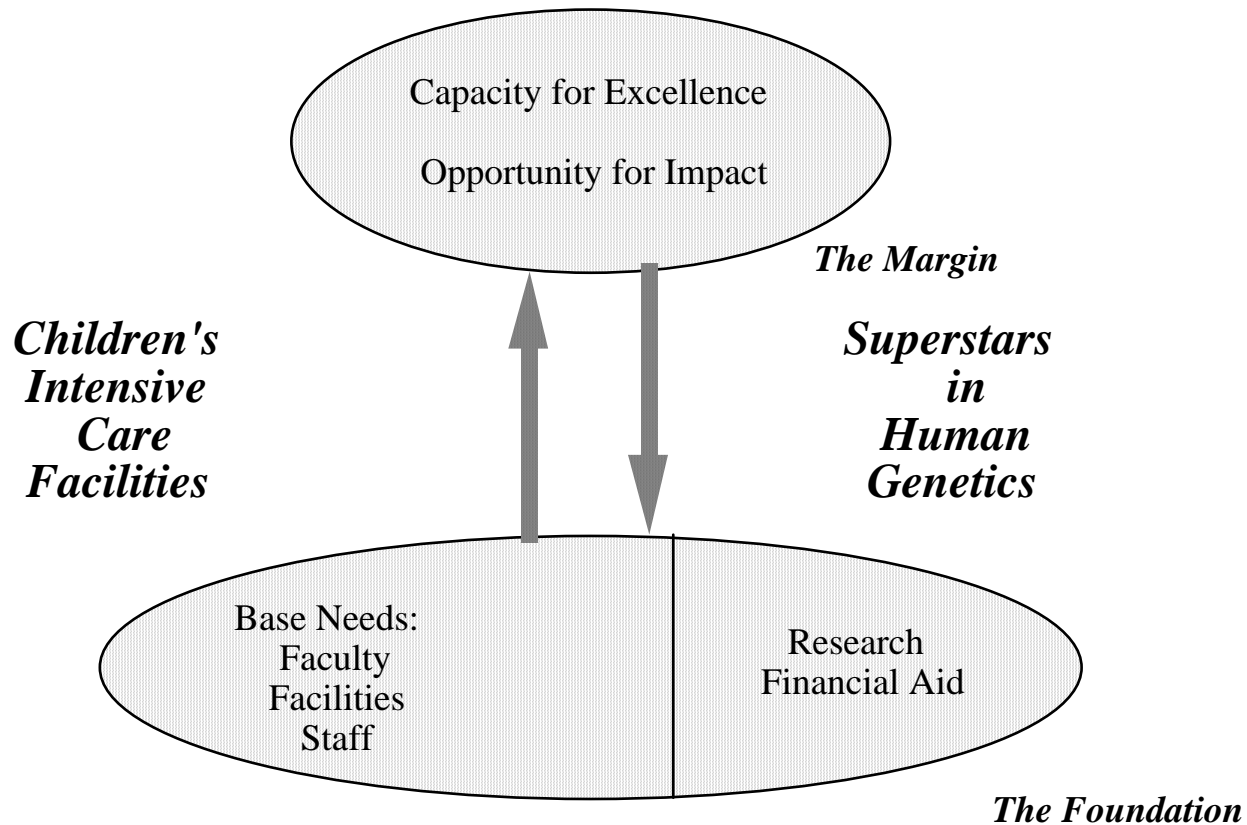 Capacity for Excellence
Opportunity for Impact
The Margin
Children's
Intensive
Care
Facilities
Superstars
in
Human
Genetics
Base Needs:
Faculty
Facilities
Staff
Research
Financial Aid
The Foundation